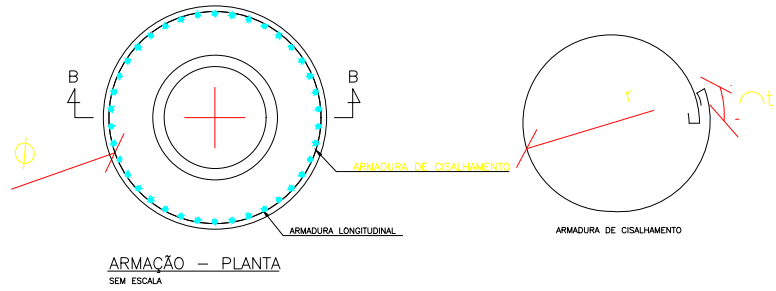 B
B
r
t
ϕ
ARMADURA DE CISALHAMENTO
ARMADURA LONGITUDINAL
ARMADURA DE CISALHAMENTO
ARMAÇÃO - PLANTA
SEM ESCALA